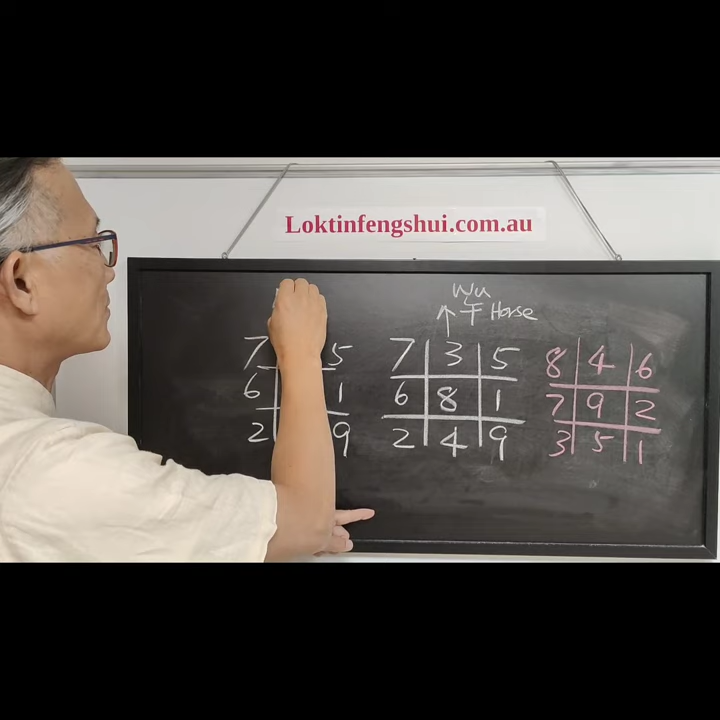 Loktinfengshui.com.au
Wu
午 Horse
7 5 7 3 5 8 4 6
6 1 6 8 1 7 9 2
2 9 2 4 9 3 5 1